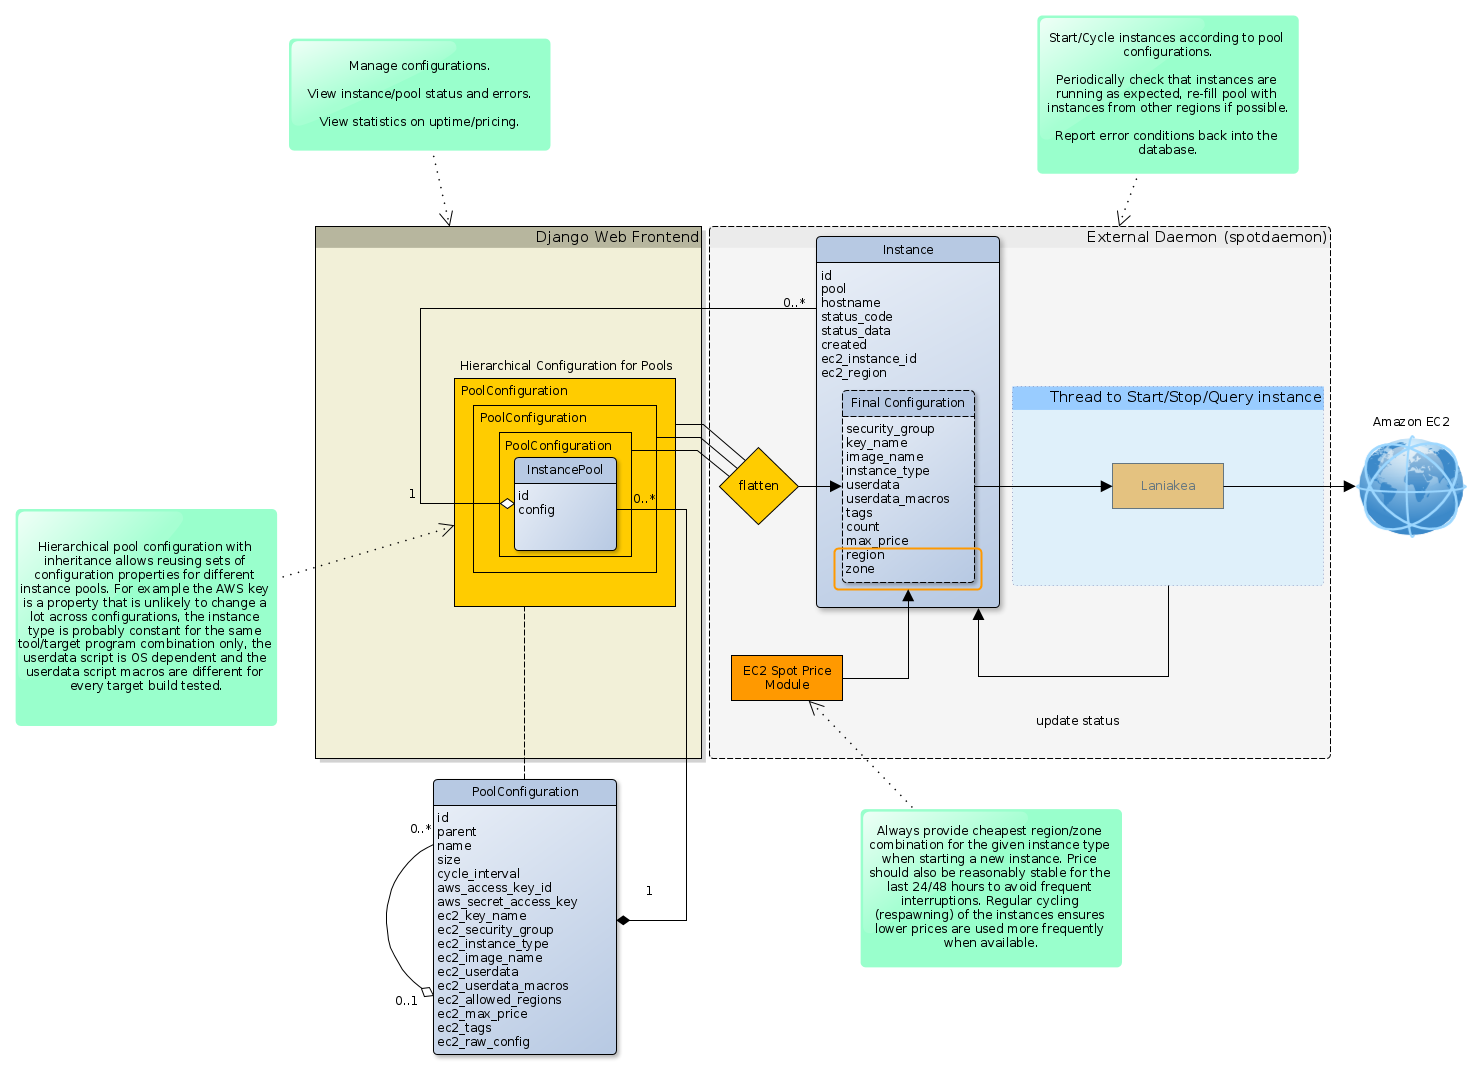 Manage configurations.
View instance/pool status and errors.
View statistics on uptime/pricing.
Start/Cycle instances according to pool
configurations.
Periodically check that instances are
running as expected, re-fill pool with
instances from other regions if possible.
Report error conditions back into the
database.
Django Web Frontend
External Daemon (spotdaemon)
Instance
id
pool
hostname
status_code
status_data
created
ec2_instance_id
ec2_region
0..*
Hierarchical Configuration for Pools
PoolConfiguration
PoolConfiguration
PoolConfiguration
InstancePool
id
config
1
0..*
flatten
Final Configuration
security_group
key_name
image_name
instance_type
userdata
userdata_macros
tags
count
max_price
region
zone
Thread to Start/Stop/Query instance
Laniakea
Amazon EC2
Hierarchical pool configuration with
inheritance allows reusing sets of
configuration properties for different
instance pools. For example the AWS key
is a property that is unlikely to change a
lot across configurations, the instance
type is probably constant for the same
tool/target program combination only, the
userdata script is OS dependent and the
userdata script macros are different for
every target build tested.
EC2 Spot Price
Module
update status
PoolConfiguration
id
parent
name
size
cycle_interval
aws_access_key_id
aws_secret_access_key
ec2_key_name
ec2_security_group
ec2_instance_type
ec2_image_name
ec2_userdata
ec2_userdata_macros
ec2_allowed_regions
ec2_max_price
ec2_tags
ec2_raw_config
0..*
0..1
1
Always provide cheapest region/zone
combination for the given instance type
when starting a new instance. Price
should also be reasonably stable for the
last 24/48 hours to avoid frequent
interruptions. Regular cycling
(respawning) of the instances ensures
lower prices are used more frequently
when available.